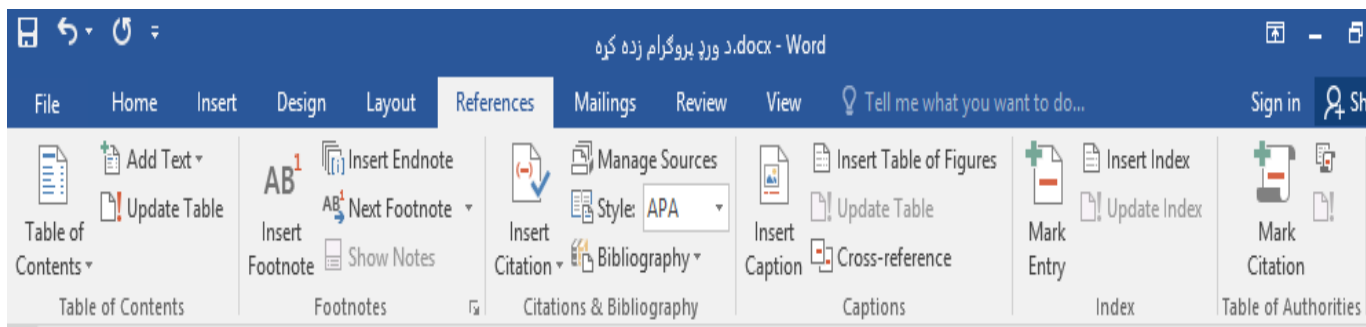 د ورډ پروګرام زده کړه.docx - Word
File Home Insert Design Layout References Mailings Review View Tell me what you want to do... Sign in Sh
Add Text Insert Endnote Manage Sources Insert Table of Figures Insert Index
AB1 Next Footnote Style: APA Update Table Update Index
Update Table
Table of Contents Insert Footnote Show Notes Insert Citation Bibliography Insert Caption Cross-reference Mark Entry Mark Citation
Table of Contents Footnotes Citations & Bibliography Captions Index Table of Authorities